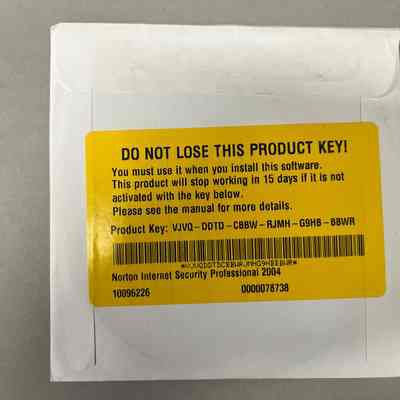 DO NOT LOSE THIS PRODUCT KEY!
You must use it when you install this software.
This product will stop working in 15 days if it is not
activated with the key below.
Please see the manual for more details.
Product Key: VJVQ-DDTD-CBBW-RJMH-G9HB-BBWR
Norton Internet Security Professional 2004
10096226 0000078738